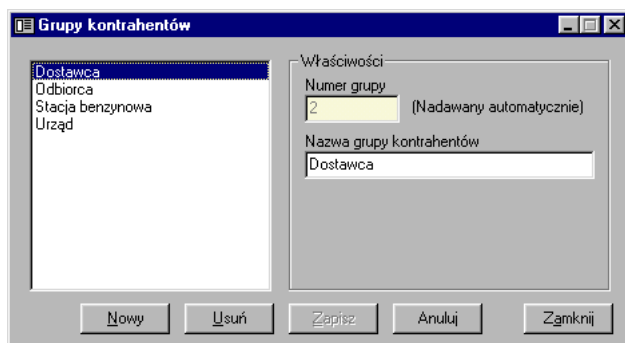 Grupy kontrahentów
Dostawca
Odbiorca
Stacja benzynowa
Urząd
Właściwości
Numer grupy
2 (Nadawany automatycznie)
Nazwa grupy kontrahentów
Dostawca
Nowy Usuń Zapisz Anuluj Zamknij